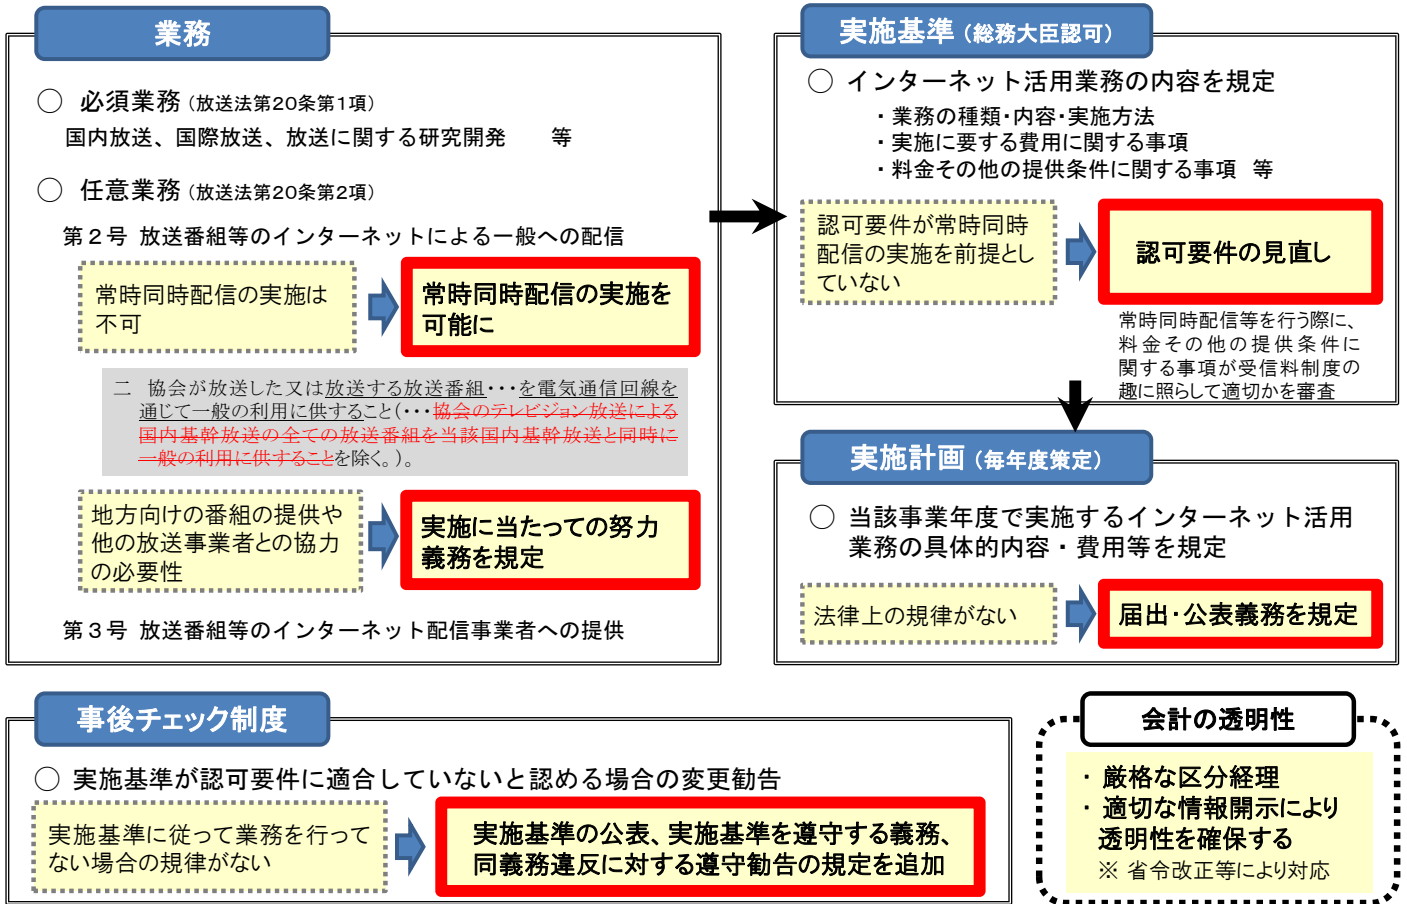 業務
○ 必須業務（放送法第20条第1項）
国内放送、国際放送、放送に関する研究開発　等
○ 任意業務（放送法第20条第2項）
第２号 放送番組等のインターネットによる一般への配信
常時同時配信の実施は
不可
常時同時配信の実施を
可能に
二 協会が放送した又は放送する放送番組・・・を電気通信回線を
通じて一般の利用に供すること（・・・協会のテレビジョン放送による
国内基幹放送の全ての放送番組を当該国内基幹放送と同時に
一般の利用に供することを除く。）。
地方向けの番組の提供や
他の放送事業者との協力
の必要性
実施に当たっての努力
義務を規定
第３号 放送番組等のインターネット配信事業者への提供
実施基準（総務大臣認可）
○ インターネット活用業務の内容を規定
・業務の種類・内容・実施方法
・実施に要する費用に関する事項
・料金その他の提供条件に関する事項 等
認可要件が常時同時
配信の実施を前提とし
ていない
認可要件の見直し
常時同時配信等を行う際に、
料金その他の提供条件に
関する事項が受信料制度の
趣に照らして適切かを審査
実施計画（毎年度策定）
○ 当該事業年度で実施するインターネット活用
業務の具体的内容・費用等を規定
法律上の規律がない
届出・公表義務を規定
事後チェック制度
○ 実施基準が認可要件に適合していないと認める場合の変更勧告
実施基準に従って業務を行って
ない場合の規律がない
実施基準の公表、実施基準を遵守する義務、
同義務違反に対する遵守勧告の規定を追加
会計の透明性
・ 厳格な区分経理
・ 適切な情報開示により
透明性を確保する
※ 省令改正等により対応